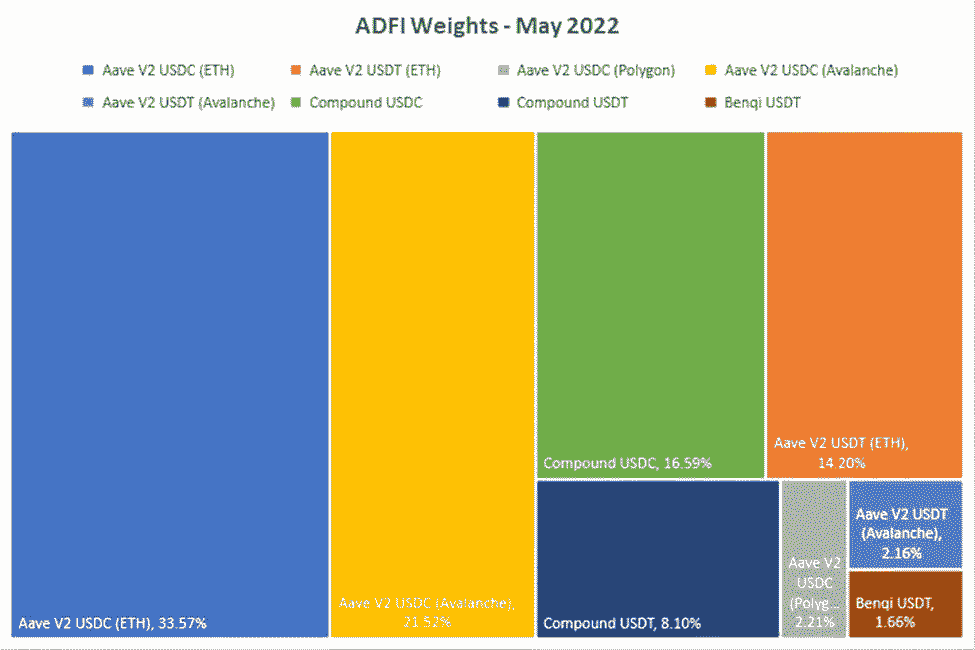 ADFI Weights - May 2022
Aave V2 USDC (ETH) Aave V2 USDT (ETH) Aave V2 USDC (Polygon) Aave V2 USDC (Avalanche)
Aave V2 USDT (Avalanche) Compound USDC Compound USDT Benqi USDT
Aave V2 USDC (ETH), 33.57%
Aave V2 USDC (Avalanche),
21.52%
Compound USDC, 16.59%
Aave V2 USDT (ETH),
14.20%
Compound USDT, 8.10%
Aave V2
USDC
(Polyg...
2.21%
Aave V2 USDT
(Avalanche),
2.16%
Benqi USDT,
1.66%